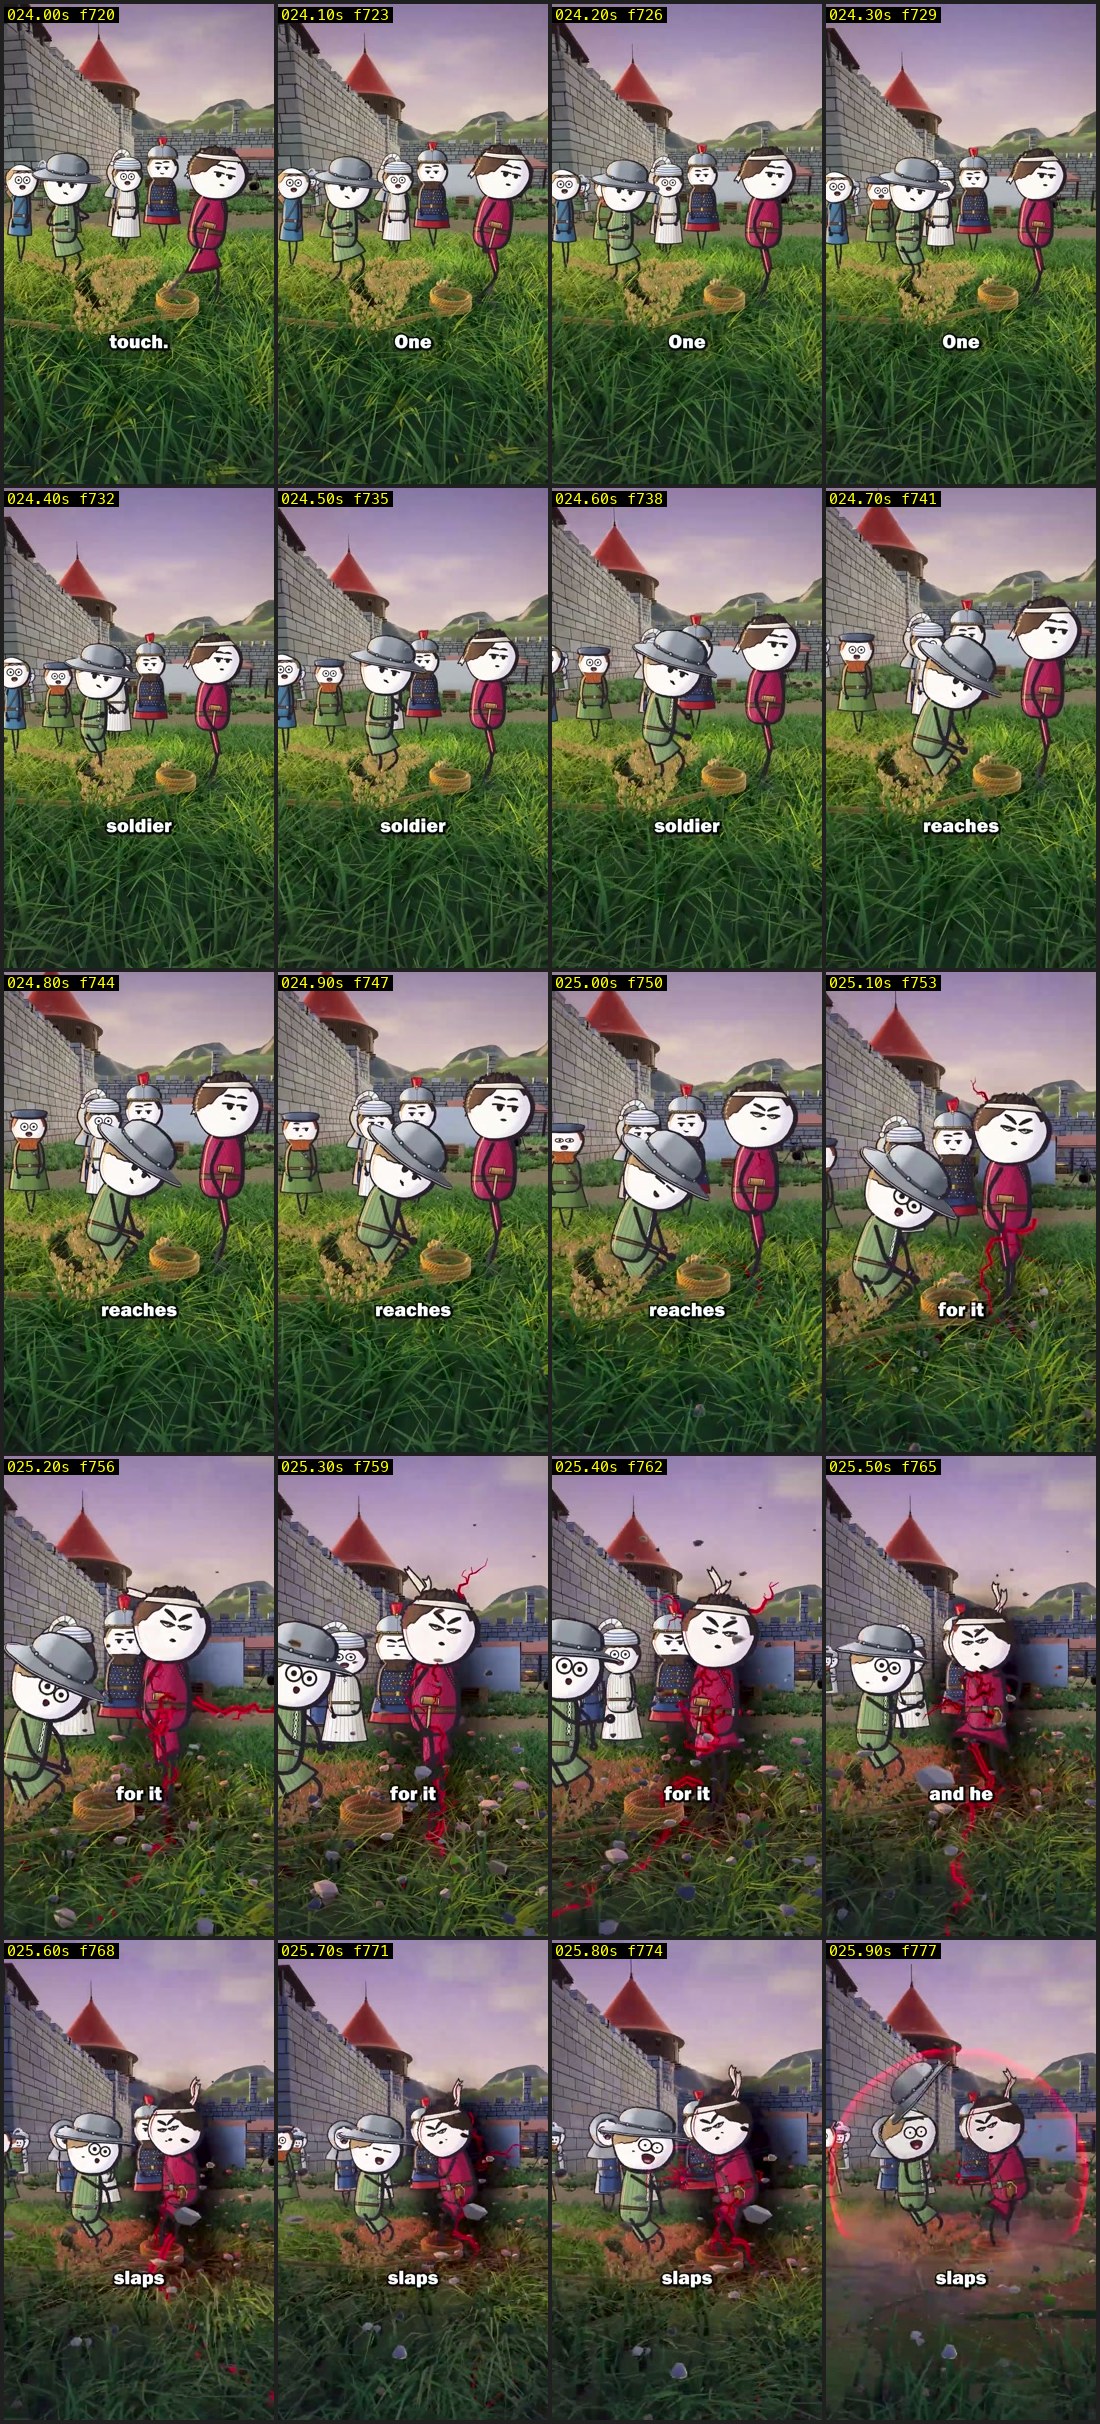 024.00s f720
024.10s f723
024.20s f726
024.30s f729
touch.
One
One
One
024.40s f732
024.50s f735
024.60s f738
024.70s f741
soldier
soldier
soldier
reaches
024.80s f744
024.90s f747
025.00s f750
025.10s f753
reaches
reaches
reaches
for it
025.20s f756
025.30s f759
025.40s f762
025.50s f765
for it
for it
for it
and he
025.60s f768
025.70s f771
025.80s f774
025.90s f777
slaps
slaps
slaps
slaps